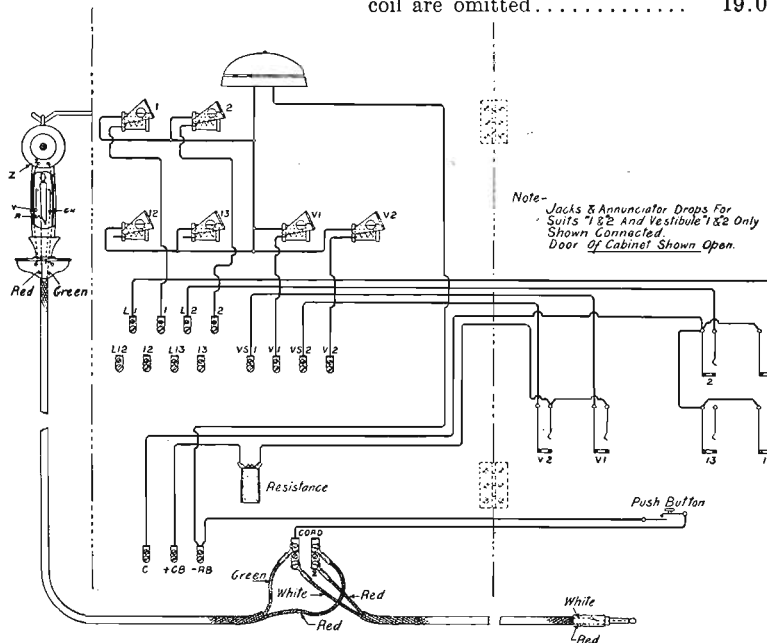 coil are omitted.............. 19.0
1
2
Z
V
R
GN
12
13
V1
V2
Note-
Jacks & Annunciator Drops For
Suits #1 & 2 And Vestibule #1 & 2 Only
Shown Connected.
Door Of Cabinet Shown Open.
Red Green
L1 1 L2 2
L12 12 L13 13 VS1 V1 VS2 V2
2
V2 V1 13 1
Resistance
Push Button
C +CB -RB
CORD
Green
White
Red
Red
White
Red